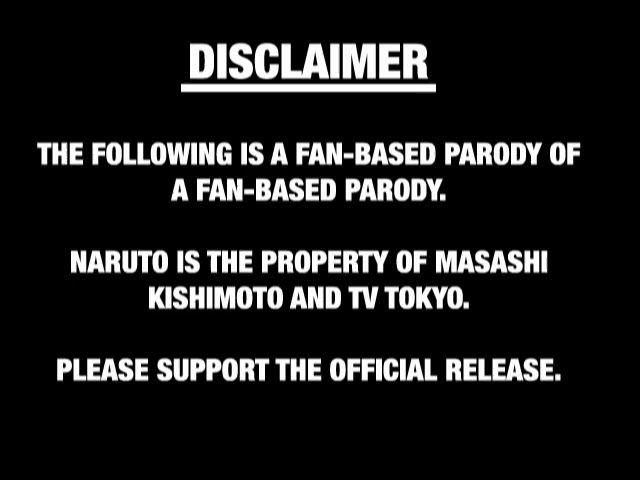 DISCLAIMER
THE FOLLOWING IS A FAN-BASED PARODY OF
A FAN-BASED PARODY.
NARUTO IS THE PROPERTY OF MASASHI
KISHIMOTO AND TV TOKYO.
PLEASE SUPPORT THE OFFICIAL RELEASE.